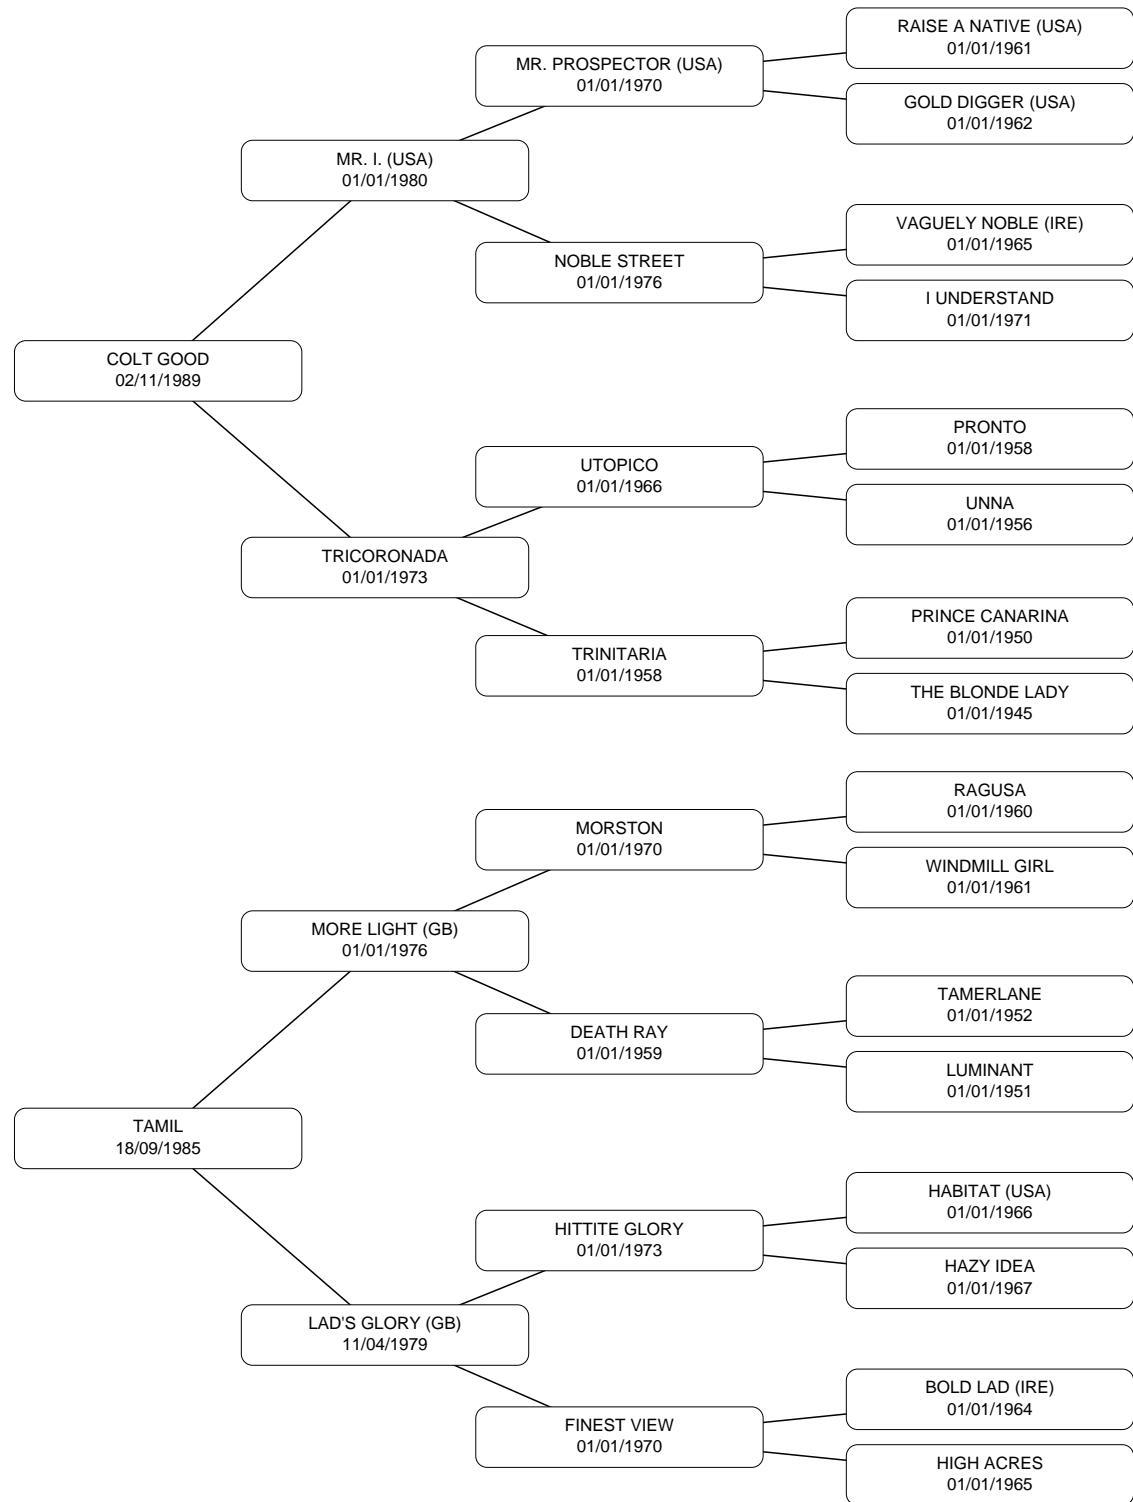 RAISE A NATIVE (USA)
01/01/1961
MR. PROSPECTOR (USA)
01/01/1970
GOLD DIGGER (USA)
01/01/1962
MR. I. (USA)
01/01/1980
VAGUELY NOBLE (IRE)
01/01/1965
NOBLE STREET
01/01/1976
I UNDERSTAND
01/01/1971
COLT GOOD
02/11/1989
PRONTO
01/01/1958
UTOPICO
01/01/1966
UNNA
01/01/1956
TRICORONADA
01/01/1973
PRINCE CANARINA
01/01/1950
TRINITARIA
01/01/1958
THE BLONDE LADY
01/01/1945
RAGUSA
01/01/1960
MORSTON
01/01/1970
WINDMILL GIRL
01/01/1961
MORE LIGHT (GB)
01/01/1976
TAMERLANE
01/01/1952
DEATH RAY
01/01/1959
LUMINANT
01/01/1951
TAMIL
18/09/1985
HABITAT (USA)
01/01/1966
HITTITE GLORY
01/01/1973
HAZY IDEA
01/01/1967
LAD'S GLORY (GB)
11/04/1979
BOLD LAD (IRE)
01/01/1964
FINEST VIEW
01/01/1970
HIGH ACRES
01/01/1965